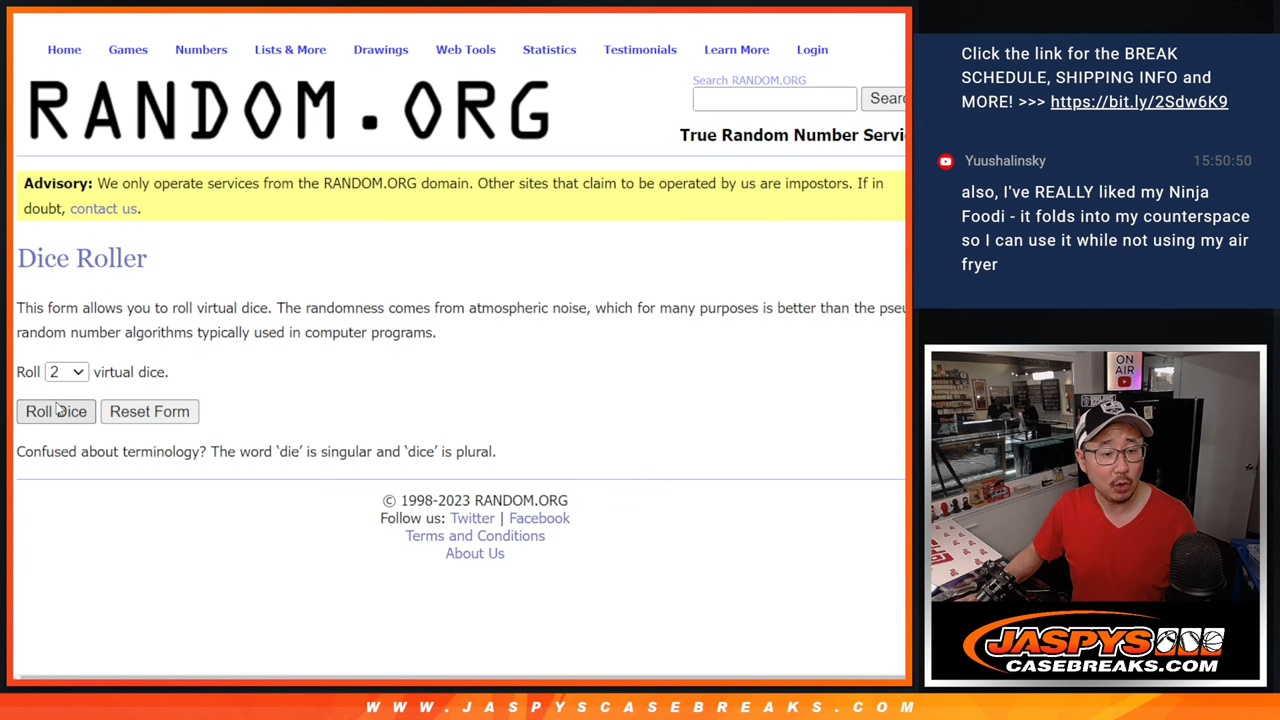 Home Games Numbers Lists & More Drawings Web Tools Statistics Testimonials Learn More Login
RANDOM.ORG
Search RANDOM.ORG
Searc
True Random Number Servi
Advisory: We only operate services from the RANDOM.ORG domain. Other sites that claim to be operated by us are impostors. If in
doubt, contact us.
Dice Roller
This form allows you to roll virtual dice. The randomness comes from atmospheric noise, which for many purposes is better than the pseu
random number algorithms typically used in computer programs.
Roll 2 virtual dice.
Roll Dice Reset Form
Confused about terminology? The word ‘die’ is singular and ‘dice’ is plural.
© 1998-2023 RANDOM.ORG
Follow us: Twitter | Facebook
Terms and Conditions
About Us
Click the link for the BREAK
SCHEDULE, SHIPPING INFO and
MORE! >>> https://bit.ly/2Sdw6K9
Yuushalinsky 15:50:50
also, I've REALLY liked my Ninja
Foodi - it folds into my counterspace
so I can use it while not using my air
fryer
ON
AIR
JASPYS
CASEBREAKS.COM
WWW.JASPYSCASEBREAKS.COM